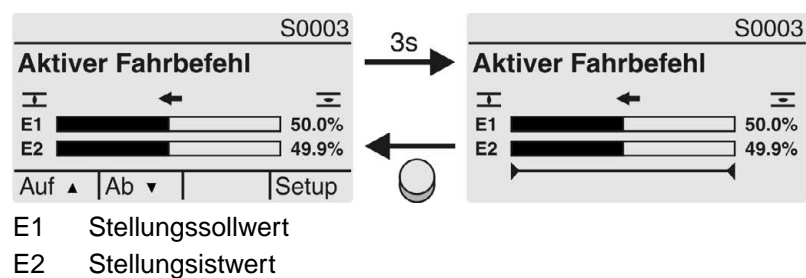 S0003
Aktiver Fahrbefehl
E1 50.0%
E2 49.9%
Auf ▲ Ab ▼ Setup
3s
S0003
Aktiver Fahrbefehl
E1 50.0%
E2 49.9%
E1 Stellungssollwert
E2 Stellungsistwert